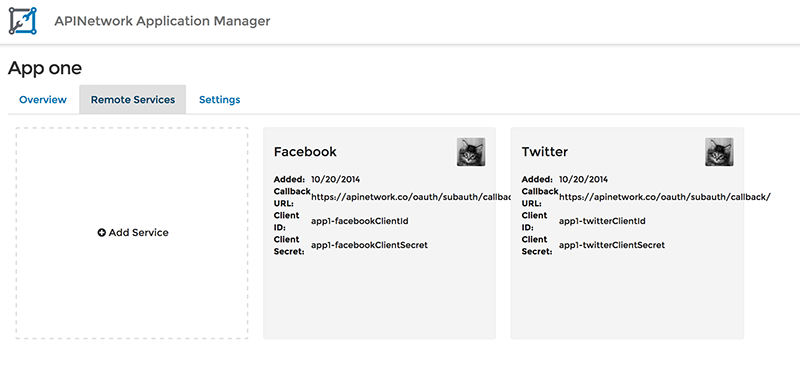 APINetwork Application Manager
App one
Overview Remote Services Settings
Add Service
Facebook
Added: 10/20/2014
Callback URL: https://apinetwork.co/oauth/subauth/callbac
Client ID: app1-facebookClientId
Client Secret: app1-facebookClientSecret
Twitter
Added: 10/20/2014
Callback URL: https://apinetwork.co/oauth/subauth/callback/
Client ID: app1-twitterClientId
Client Secret: app1-twitterClientSecret